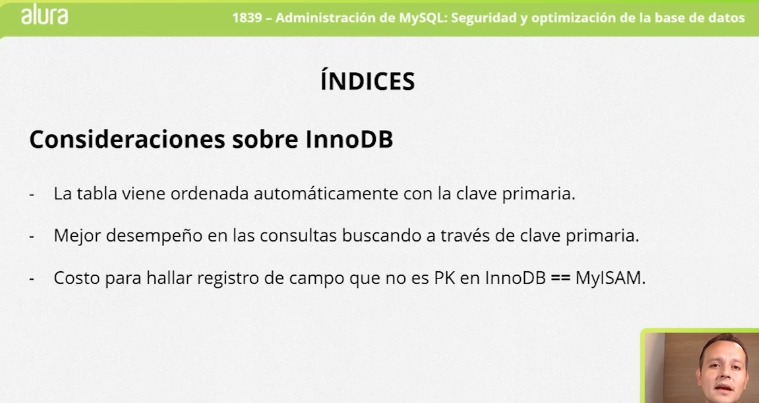 alura
1839 – Administración de MySQL: Seguridad y optimización de la base de datos
ÍNDICES
Consideraciones sobre InnoDB
- La tabla viene ordenada automáticamente con la clave primaria.
- Mejor desempeño en las consultas buscando a través de clave primaria.
- Costo para hallar registro de campo que no es PK en InnoDB == MyISAM.